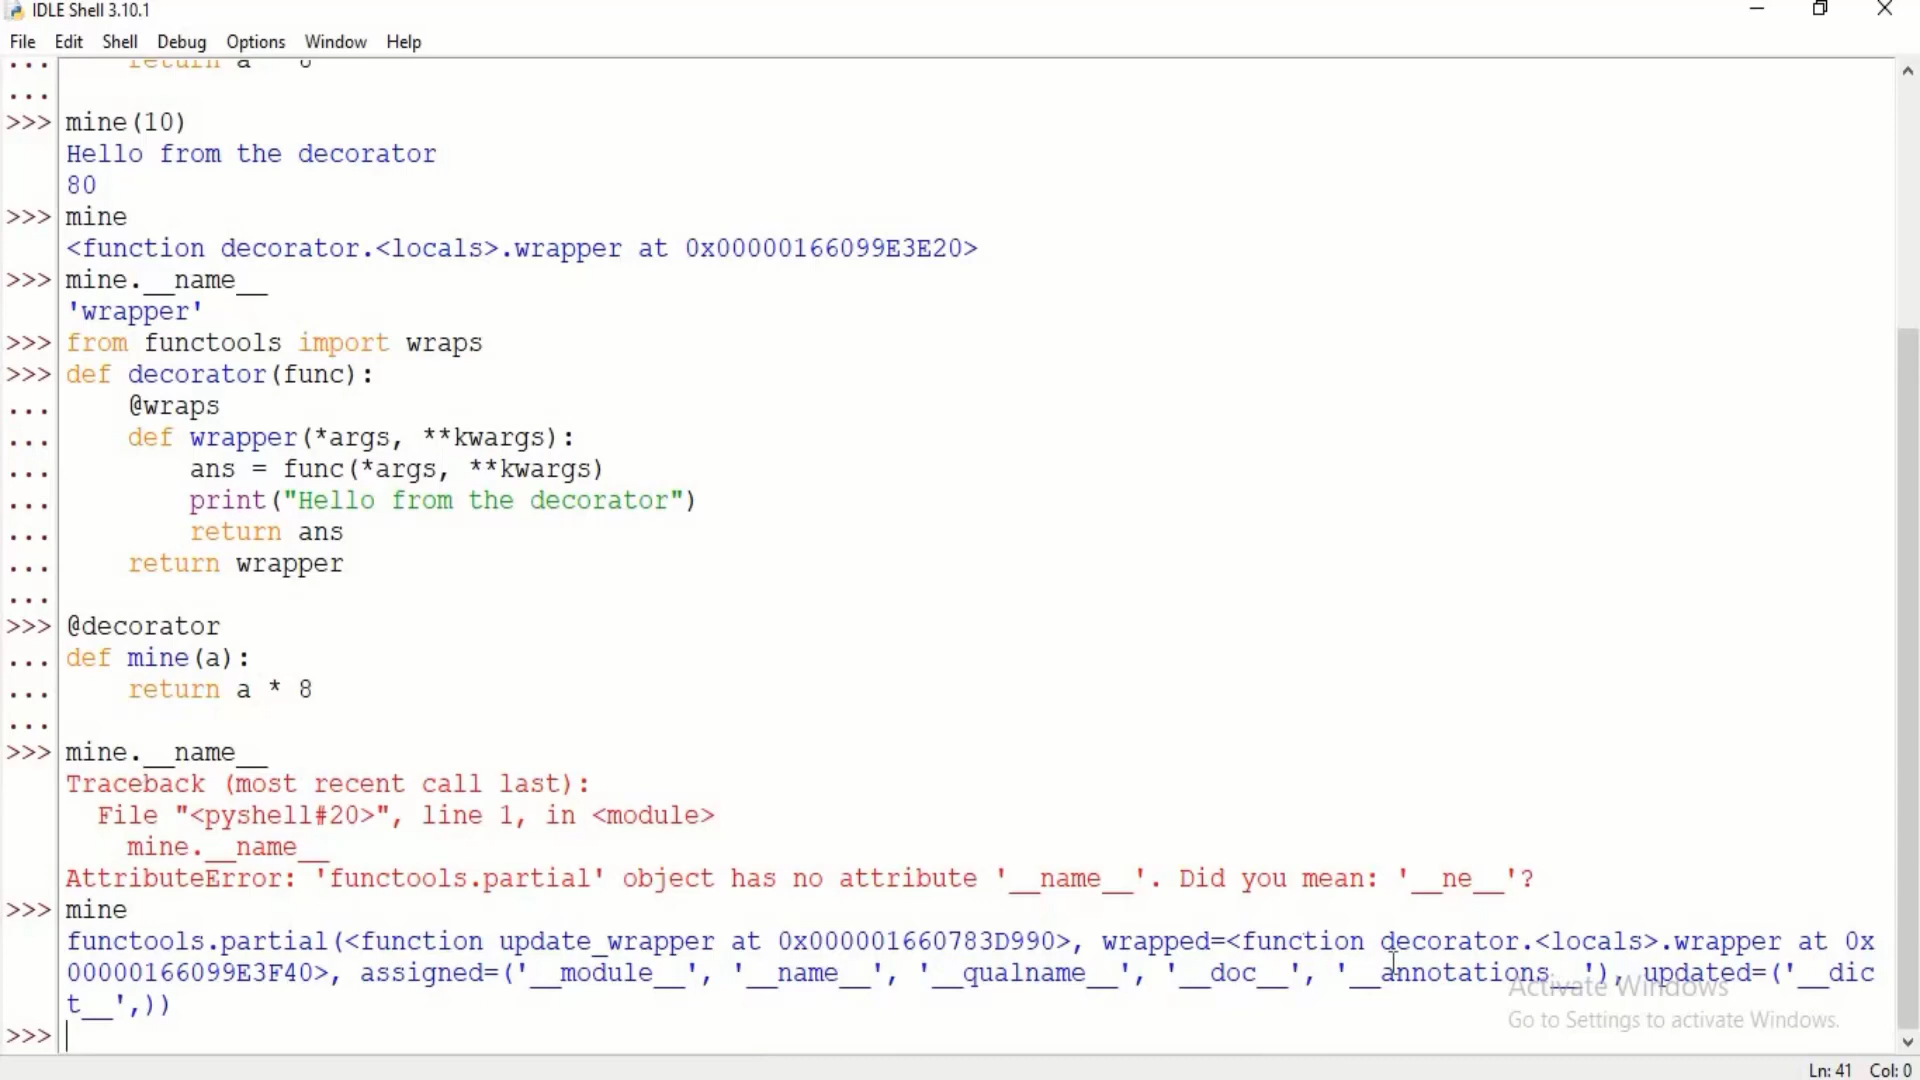 IDLE Shell 3.10.1
File Edit Shell Debug Options Window Help
... return a
...
>>> mine(10)
Hello from the decorator
80
>>> mine
<function decorator.<locals>.wrapper at 0x00000166099E3E20>
>>> mine.__name__
'wrapper'
>>> from functools import wraps
>>> def decorator(func):
...     @wraps
...     def wrapper(*args, **kwargs):
...         ans = func(*args, **kwargs)
...         print("Hello from the decorator")
...         return ans
...     return wrapper
...
>>> @decorator
... def mine(a):
...     return a * 8
...
>>> mine.__name__
Traceback (most recent call last):
  File "<pyshell#20>", line 1, in <module>
    mine.__name__
AttributeError: 'functools.partial' object has no attribute '__name__'. Did you mean: '__ne__'?
>>> mine
functools.partial(<function update_wrapper at 0x000001660783D990>, wrapped=<function decorator.<locals>.wrapper at 0x
00000166099E3F40>, assigned=('__module__', '__name__', '__qualname__', '__doc__', '__annotations__'), updated=('__dic
t__',))
Activate Windows
Go to Settings to activate Windows.
>>>
Ln: 41 Col: 0